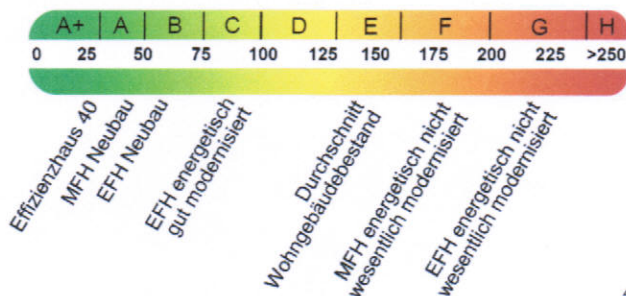 A+ A B C D E F G H
0 25 50 75 100 125 150 175 200 225 >250
Effizienzhaus 40
MFH Neubau
EFH Neubau
EFH energetisch
gut modernisiert
Durchschnitt
Wohngebäudebestand
MFH energetisch nicht
wesentlich modernisiert
EFH energetisch nicht
wesentlich modernisiert